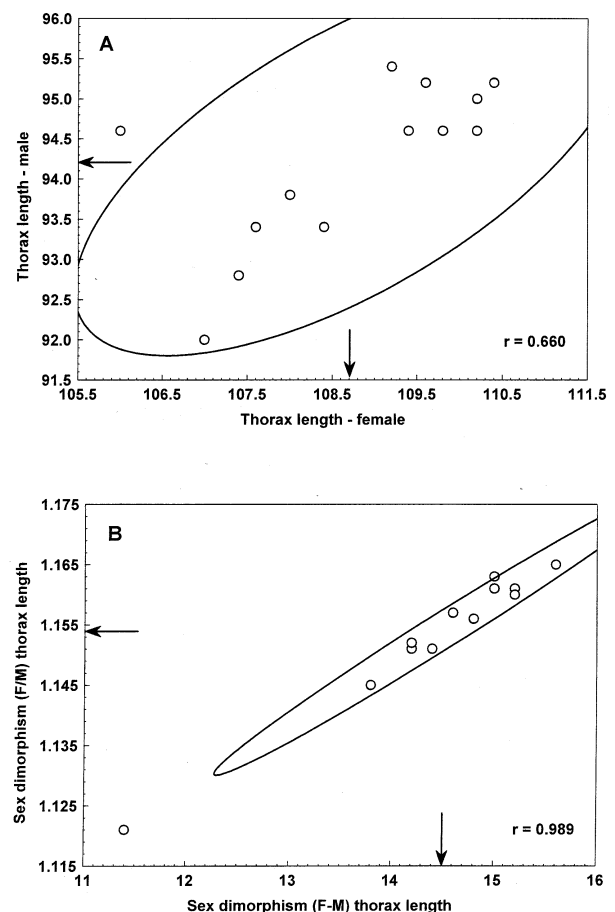 A
96.0
95.5
95.0
94.5
94.0
93.5
93.0
92.5
92.0
91.5
Thorax length - male
r = 0.660
105.5 106.5 107.5 108.5 109.5 110.5 111.5
Thorax length - female
B
1.175
1.165
1.155
1.145
1.135
1.125
1.115
Sex dimorphism (F/M) thorax length
r = 0.989
11 12 13 14 15 16
Sex dimorphism (F-M) thorax length